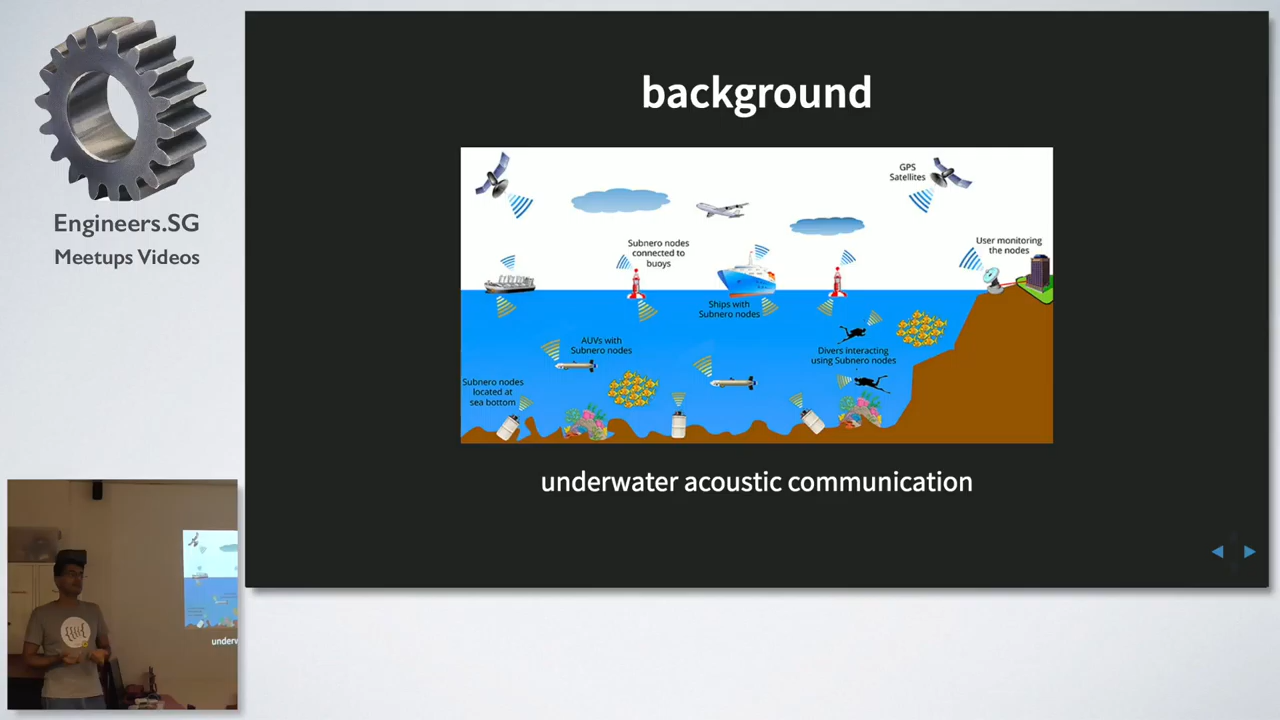 Engineers.SG
Meetups Videos
background
GPS
Satellites
Subnero nodes
connected to
buoys
User monitoring
the nodes
Ships with
Subnero nodes
AUVs with
Subnero nodes
Divers interacting
using Subnero nodes
Subnero nodes
located at
sea bottom
underwater acoustic communication
underw